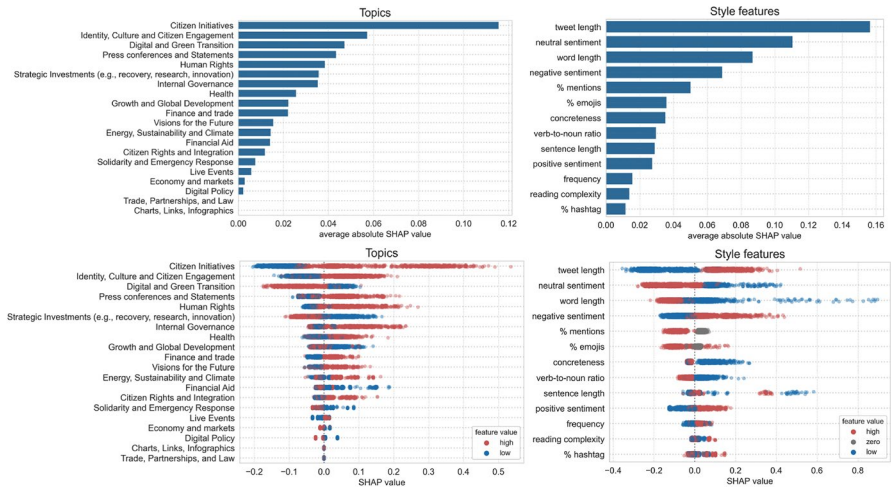 Topics
Citizen Initiatives
Identity, Culture and Citizen Engagement
Digital and Green Transition
Press conferences and Statements
Human Rights
Strategic Investments (e.g., recovery, research, innovation)
Internal Governance
Health
Growth and Global Development
Finance and trade
Visions for the Future
Energy, Sustainability and Climate
Financial Aid
Citizen Rights and Integration
Solidarity and Emergency Response
Live Events
Economy and markets
Digital Policy
Trade, Partnerships, and Law
Charts, Links, Infographics
0.00 0.02 0.04 0.06 0.08 0.10 0.12
average absolute SHAP value
Style features
tweet length
neutral sentiment
word length
negative sentiment
% mentions
% emojis
concreteness
verb-to-noun ratio
sentence length
positive sentiment
frequency
reading complexity
% hashtag
0.00 0.02 0.04 0.06 0.08 0.10 0.12 0.14 0.16
average absolute SHAP value
Topics
Citizen Initiatives
Identity, Culture and Citizen Engagement
Digital and Green Transition
Press conferences and Statements
Human Rights
Strategic Investments (e.g., recovery, research, innovation)
Internal Governance
Health
Growth and Global Development
Finance and trade
Visions for the Future
Energy, Sustainability and Climate
Financial Aid
Citizen Rights and Integration
Solidarity and Emergency Response
Live Events
Economy and markets
Digital Policy
Charts, Links, Infographics
Trade, Partnerships, and Law
feature value
high
low
−0.2 −0.1 0.0 0.1 0.2 0.3 0.4 0.5
SHAP value
Style features
tweet length
neutral sentiment
word length
negative sentiment
% mentions
% emojis
concreteness
verb-to-noun ratio
sentence length
positive sentiment
frequency
reading complexity
% hashtag
feature value
high
zero
low
−0.4 −0.2 0.0 0.2 0.4 0.6 0.8
SHAP value